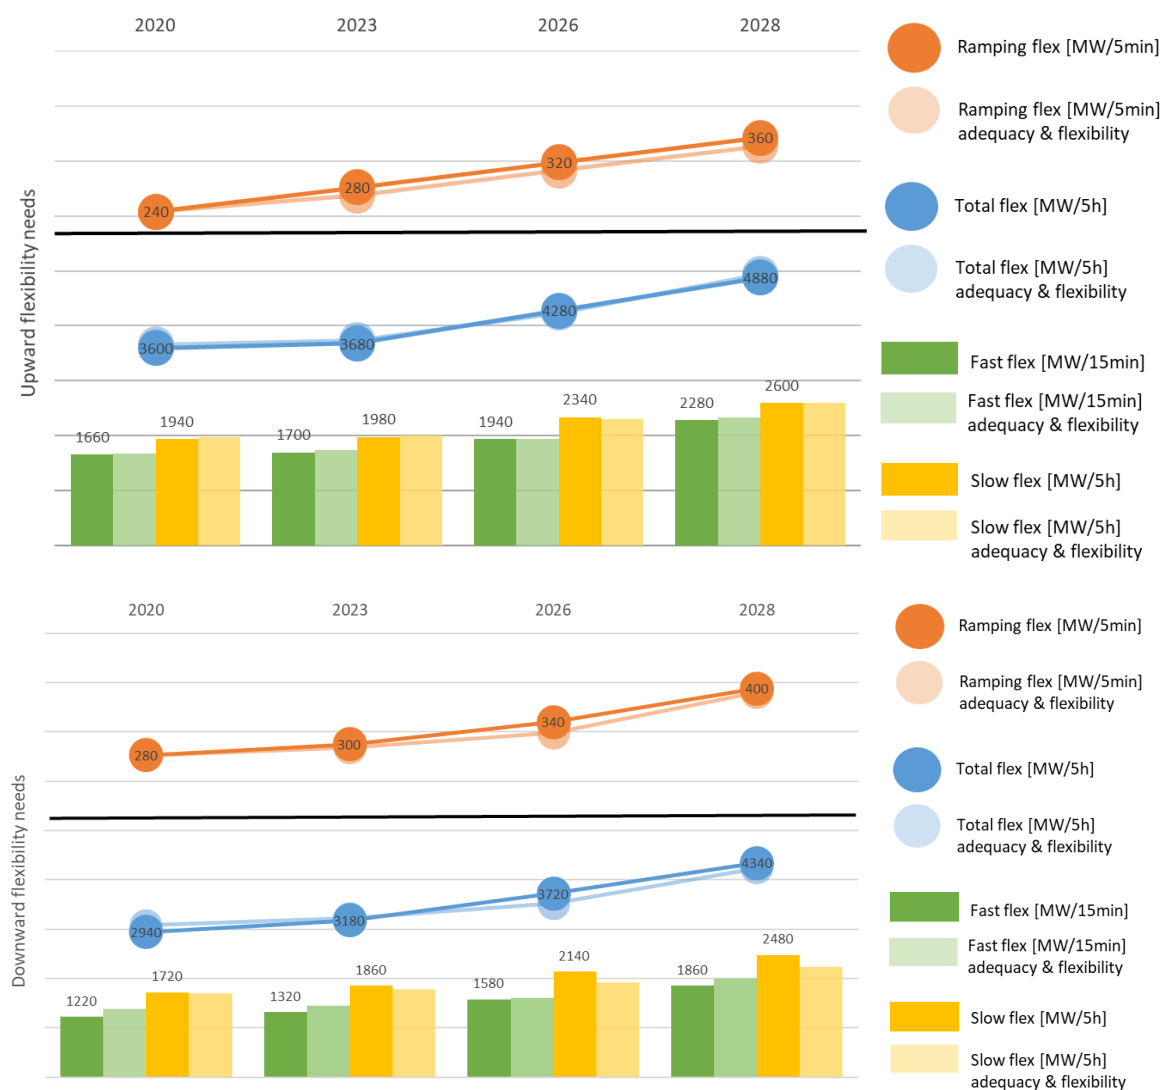 2020
2023
2026
2028
Upward flexibility needs
240
280
320
360
3600
3680
4280
4880
1660
1940
1700
1980
1940
2340
2280
2600
Ramping flex [MW/5min]
Ramping flex [MW/5min]
adequacy & flexibility
Total flex [MW/5h]
Total flex [MW/5h]
adequacy & flexibility
Fast flex [MW/15min]
Fast flex [MW/15min]
adequacy & flexibility
Slow flex [MW/5h]
Slow flex [MW/5h]
adequacy & flexibility
2020
2023
2026
2028
Downward flexibility needs
280
300
340
400
2940
3180
3720
4340
1220
1720
1320
1860
1580
2140
1860
2480
Ramping flex [MW/5min]
Ramping flex [MW/5min]
adequacy & flexibility
Total flex [MW/5h]
Total flex [MW/5h]
adequacy & flexibility
Fast flex [MW/15min]
Fast flex [MW/15min]
adequacy & flexibility
Slow flex [MW/5h]
Slow flex [MW/5h]
adequacy & flexibility